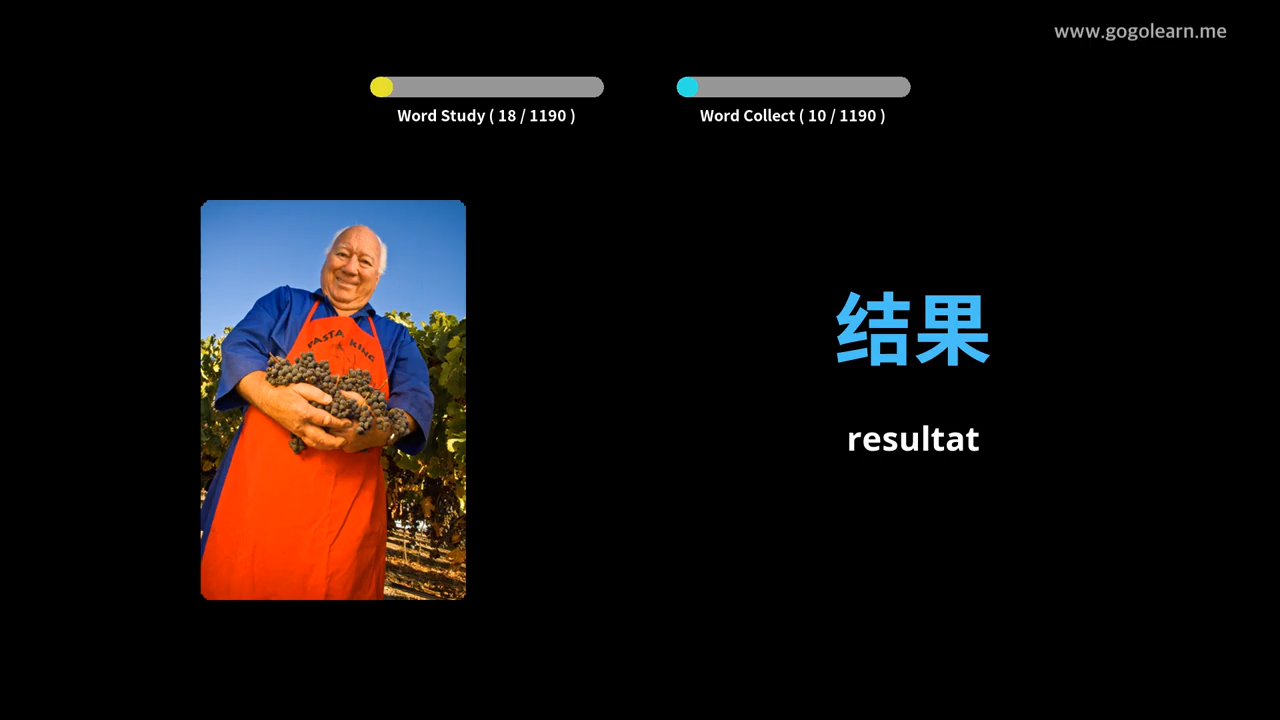 www.gogolearn.me
Word Study ( 18 / 1190 )
Word Collect ( 10 / 1190 )
PASTA KING
结果
resultat